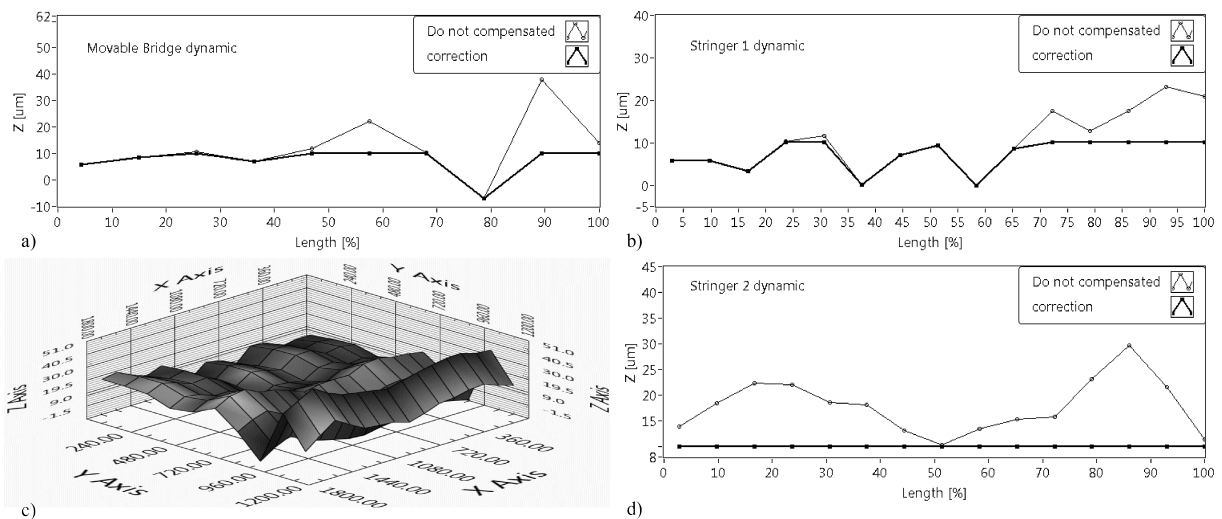 62
50
40
30
20
10
0
-10
Z [um]
Movable Bridge dynamic
Do not compensated
correction
0 10 20 30 40 50 60 70 80 90 100
Length [%]
a)
40
30
20
10
0
-5
Z [um]
Stringer 1 dynamic
Do not compensated
correction
0 5 10 15 20 25 30 35 40 45 50 55 60 65 70 75 80 85 90 95 100
Length [%]
b)
X Axis
Y Axis
51.0
40.5
30.0
19.5
9.0
-1.5
Z Axis
51.0
40.5
30.0
19.5
9.0
-1.5
Z Axis
240.00
480.00
720.00
960.00
1200.00
Y Axis
360.00
720.00
1080.00
1440.00
1800.00
X Axis
c)
45
40
35
30
25
20
15
8
Z [um]
Stringer 2 dynamic
Do not compensated
correction
0 10 20 30 40 50 60 70 80 90 100
Length [%]
d)